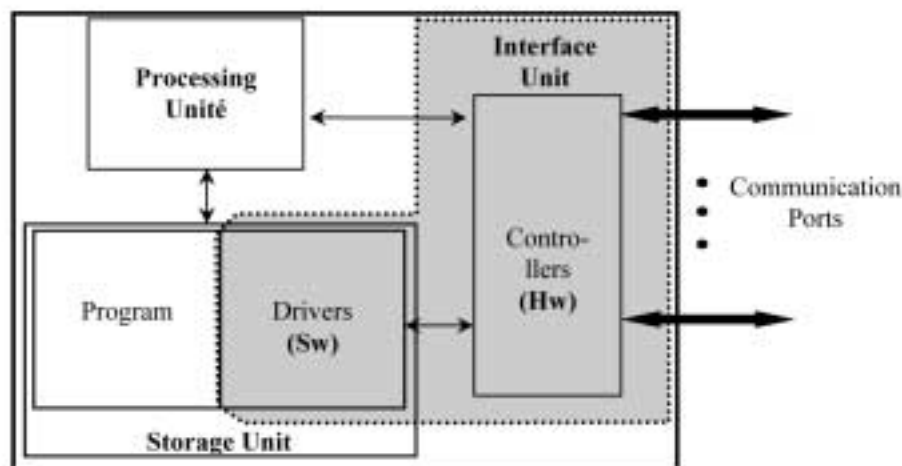 Processing
Unité
Interface
Unit
Communication
Ports
Contro-
llers
(Hw)
Program
Drivers
(Sw)
Storage Unit